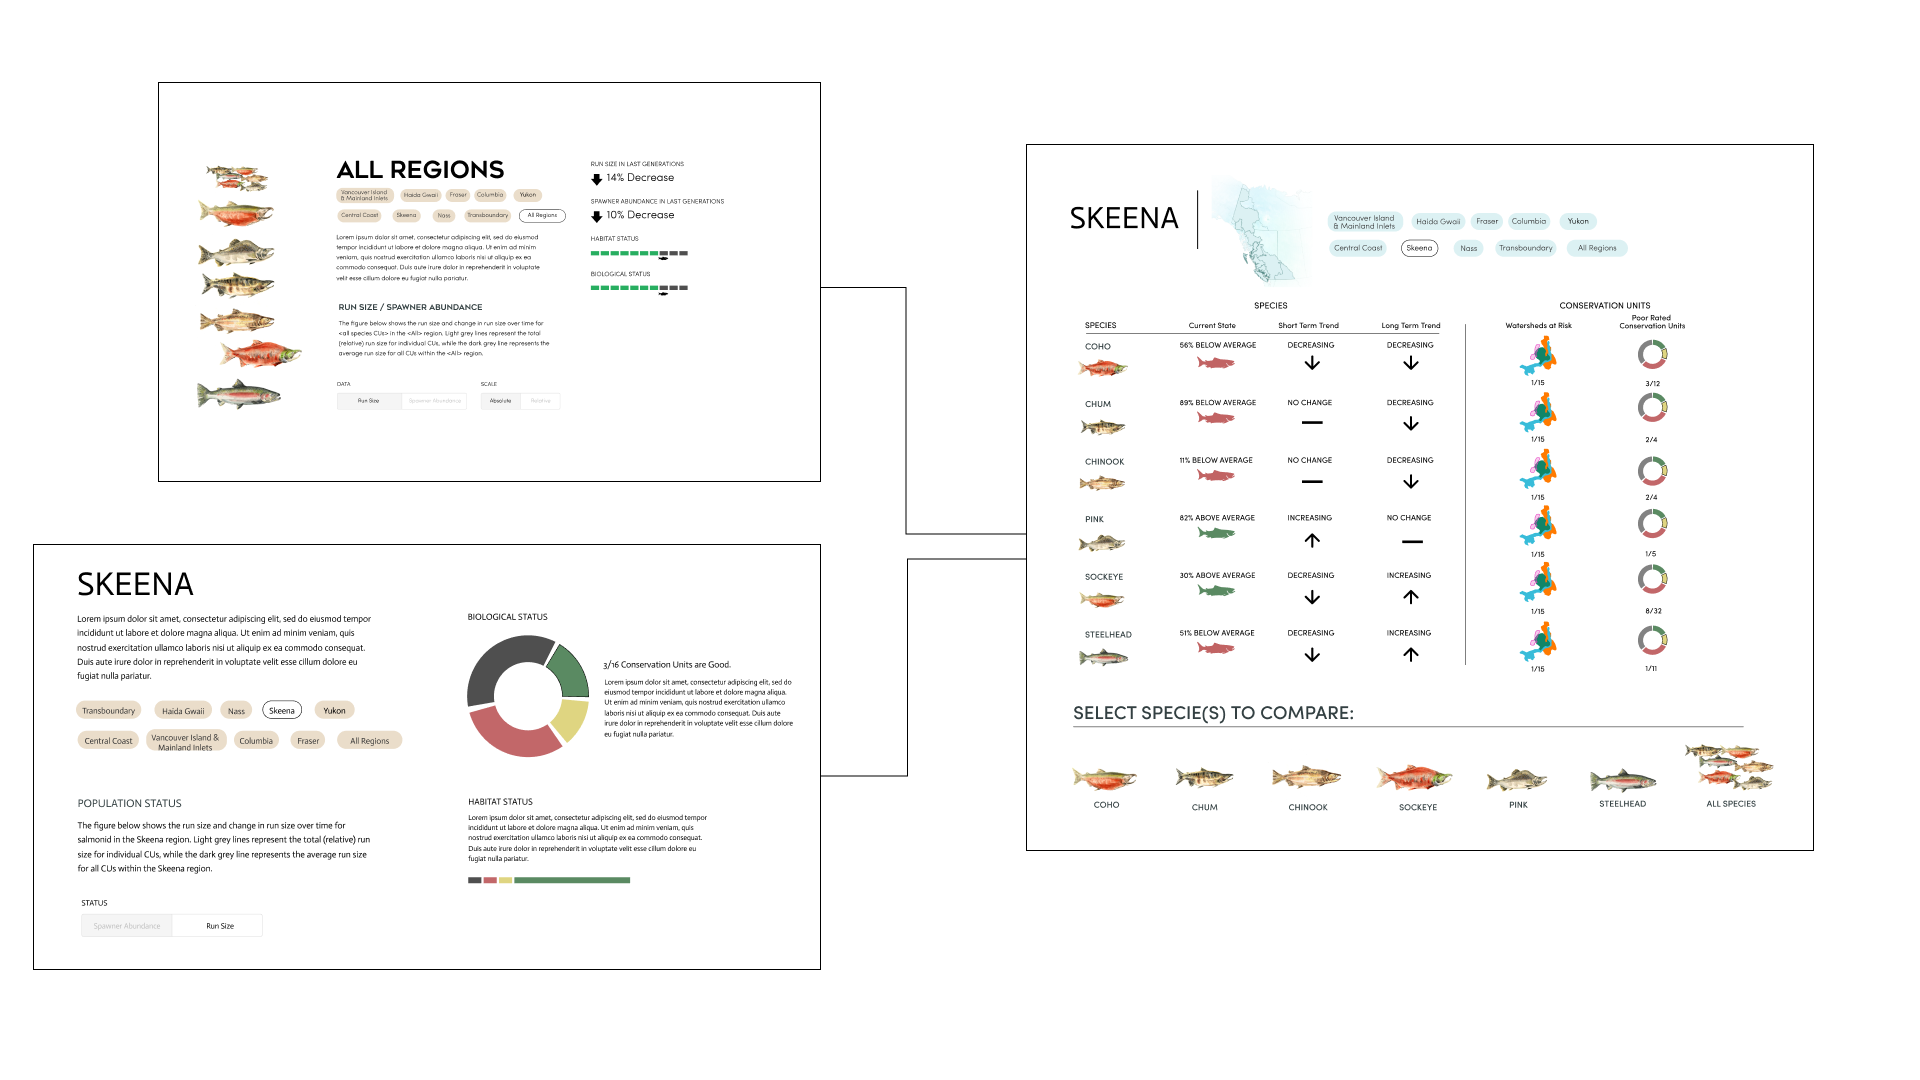 ALL REGIONS
Vancouver Island
& Mainland Inlets
Haida Gwaii
Fraser
Columbia
Yukon
Central Coast
Skeena
Nass
Transboundary
All Regions
Lorem ipsum dolor sit amet, consectetur adipiscing elit, sed do eiusmod
tempor incididunt ut labore et dolore magna aliqua. Ut enim ad minim
veniam, quis nostrud exercitation ullamco laboris nisi ut aliquip ex ea
commodo consequat. Duis aute irure dolor in reprehenderit in voluptate
velit esse cillum dolore eu fugiat nulla pariatur.
RUN SIZE / SPAWNER ABUNDANCE
The figure below shows the run size and change in run size over time for
<all species CUs> in the <All> region. Light grey lines represent the total
(relative) run size for individual CUs, while the dark grey line represents the
average run size for all CUs within the <All> region.
DATA
Run Size
Spawner Abundance
SCALE
Absolute
Relative
RUN SIZE IN LAST GENERATIONS
14% Decrease
SPAWNER ABUNDANCE IN LAST GENERATIONS
10% Decrease
HABITAT STATUS
BIOLOGICAL STATUS
SKEENA
Lorem ipsum dolor sit amet, consectetur adipiscing elit, sed do eiusmod tempor
incididunt ut labore et dolore magna aliqua. Ut enim ad minim veniam, quis
nostrud exercitation ullamco laboris nisi ut aliquip ex ea commodo consequat.
Duis aute irure dolor in reprehenderit in voluptate velit esse cillum dolore eu
fugiat nulla pariatur.
Transboundary
Haida Gwaii
Nass
Skeena
Yukon
Central Coast
Vancouver Island &
Mainland Inlets
Columbia
Fraser
All Regions
POPULATION STATUS
The figure below shows the run size and change in run size over time for
salmonid in the Skeena region. Light grey lines represent the total (relative) run
size for individual CUs, while the dark grey line represents the average run size
for all CUs within the Skeena region.
STATUS
Spawner Abundance
Run Size
BIOLOGICAL STATUS
3/16 Conservation Units are Good.
Lorem ipsum dolor sit amet, consectetur adipiscing elit, sed do
eiusmod tempor incididunt ut labore et dolore magna aliqua.
Ut enim ad minim veniam, quis nostrud exercitation ullamco
laboris nisi ut aliquip ex ea commodo consequat. Duis aute
irure dolor in reprehenderit in voluptate velit esse cillum dolore
eu fugiat nulla pariatur.
HABITAT STATUS
Lorem ipsum dolor sit amet, consectetur adipiscing elit, sed do eiusmod tempor
incididunt ut labore et dolore magna aliqua. Ut enim ad minim veniam, quis
nostrud exercitation ullamco laboris nisi ut aliquip ex ea commodo consequat.
Duis aute irure dolor in reprehenderit in voluptate velit esse cillum dolore eu
fugiat nulla pariatur.
SKEENA
Vancouver Island
& Mainland Inlets
Haida Gwaii
Fraser
Columbia
Yukon
Central Coast
Skeena
Nass
Transboundary
All Regions
SPECIES
CONSERVATION UNITS
SPECIES
Current State
Short Term Trend
Long Term Trend
Watersheds at Risk
Poor Rated
Conservation Units
COHO
56% BELOW AVERAGE
DECREASING
DECREASING
1/15
3/12
CHUM
89% BELOW AVERAGE
NO CHANGE
DECREASING
1/15
2/4
CHINOOK
11% BELOW AVERAGE
NO CHANGE
DECREASING
1/15
2/4
PINK
82% ABOVE AVERAGE
INCREASING
NO CHANGE
1/15
1/5
SOCKEYE
30% ABOVE AVERAGE
DECREASING
INCREASING
1/15
8/32
STEELHEAD
51% BELOW AVERAGE
DECREASING
INCREASING
1/15
1/11
SELECT SPECIE(S) TO COMPARE:
COHO
CHUM
CHINOOK
SOCKEYE
PINK
STEELHEAD
ALL SPECIES